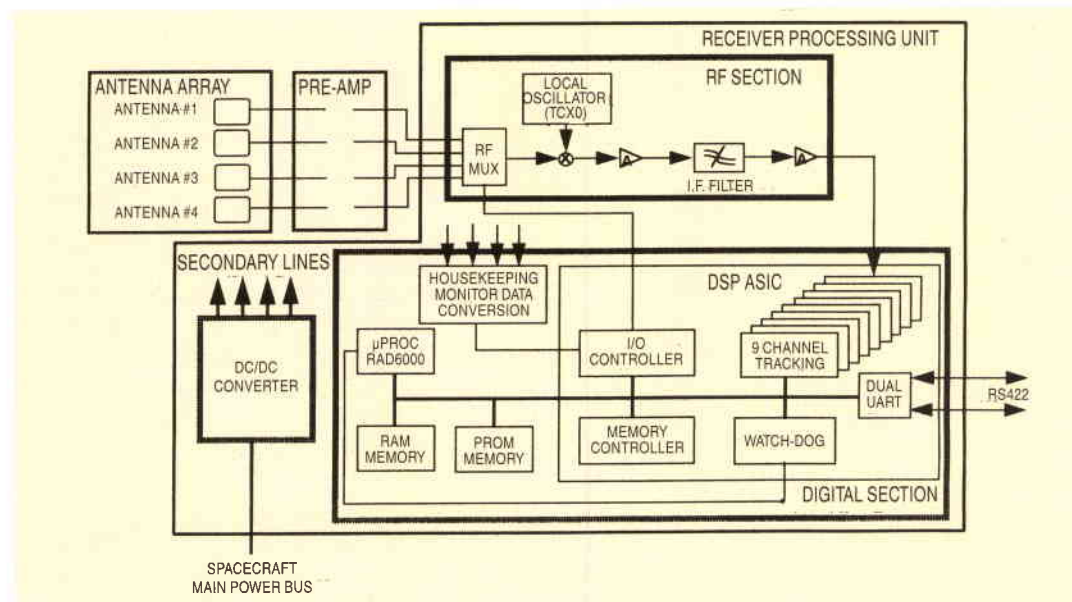 RECEIVER PROCESSING UNIT
RF SECTION
ANTENNA ARRAY
ANTENNA #1
ANTENNA #2
ANTENNA #3
ANTENNA #4
PRE-AMP
LOCAL
OSCILLATOR
(TCX0)
RF
MUX
A
I.F. FILTER
A
SECONDARY LINES
DC/DC
CONVERTER
SPACECRAFT
MAIN POWER BUS
HOUSEKEEPING
MONITOR DATA
CONVERSION
DSP ASIC
µPROC
RAD6000
I/O
CONTROLLER
9 CHANNEL
TRACKING
DUAL
UART
RS422
RAM
MEMORY
PROM
MEMORY
MEMORY
CONTROLLER
WATCH-DOG
DIGITAL SECTION